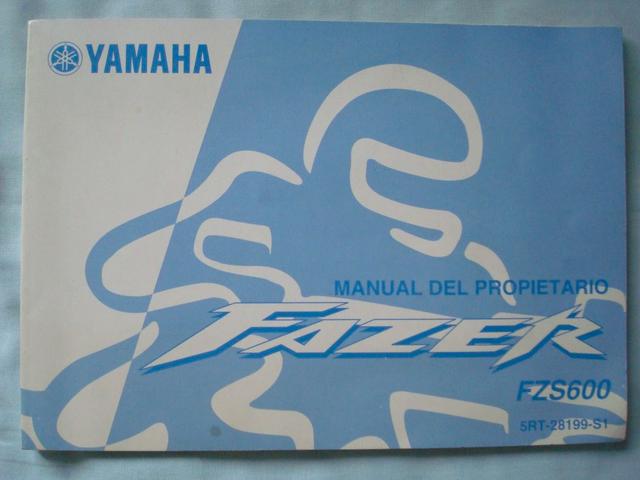 YAMAHA
MANUAL DEL PROPIETARIO
FAZER
FZS600
5RT-28199-S1